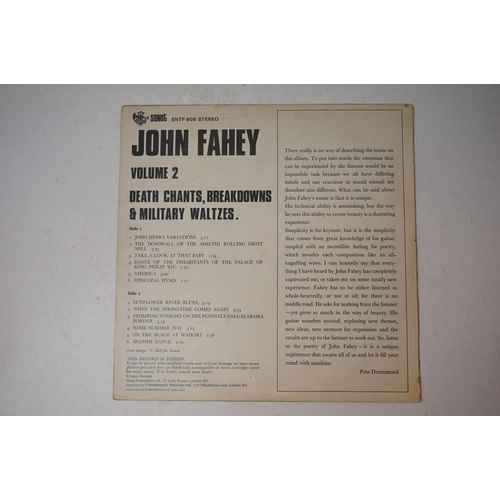 SONET
SNTF 608 STEREO
JOHN FAHEY
VOLUME 2
DEATH CHANTS, BREAKDOWNS
& MILITARY WALTZES.
Side 1
1. JOHN HENRY VARIATIONS
2. THE DOWNFALL OF THE ADELPHI ROLLING GRIST
MILL
3. TAKE A LOOK AT THAT BABY
4. DANCE OF THE INHABITANTS OF THE PALACE OF
KING PHILIP XIV
5. AMERICA
6. EPISCOPAL HYMN
Side 2
1. SUNFLOWER RIVER BLUES,
2. WHEN THE SPRINGTIME COMES AGAIN
3. STOMPING TONIGHT ON THE PENNSYLVANIA/ALABAMA
BORDER
4. SOME SUMMER DAY
5. ON THE BEACH AT WAIKIKI
6. SPANISH DANCE
THIS RECORD IS STEREO
There really is no way of describing the music on
this album. To put into words the emotions that
can be experienced by the listener would be an
impossible task because we all have differing
minds and our reactions to sound stimuli are
therefore also different. What can be said about
John Fahey's music is that it is unique.
His technical ability is astonishing, but the way
he uses this ability to create beauty is a shattering
experience.
Simplicity is the keynote, but it is the simplicity
that comes from great knowledge of his guitar,
coupled with an incredible feeling for poetry,
which invades each composition like an all-
engulfing wave. I can honestly say that every
thing I have heard by John Fahey has completely
captivated me, or taken me on some totally new
experience. Fahey has to be either listened to
whole-heartedly, or not at all; for there is no
middle road. He asks for nothing from the listener
—yet gives so much in the way of beauty. His
guitar wanders around, exploring new themes,
new ideas, new avenues for expression and the
results are up to the listener to work out. So, listen
to the poetry of John Fahey—it is a unique
experience that awaits all of us and let it fill your
mind with sunshine.
Pete Drummond